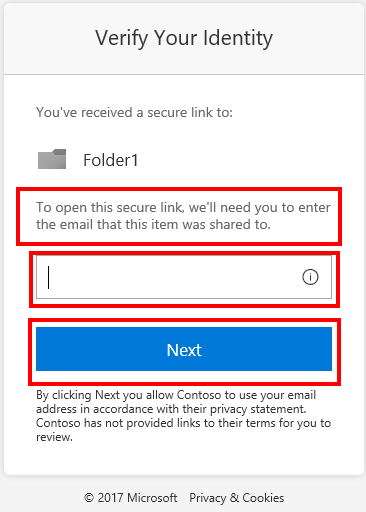 Verify Your Identity
You've received a secure link to:
Folder1
To open this secure link, we'll need you to enter
the email that this item was shared to.
Next
By clicking Next you allow Contoso to use your email
address in accordance with their privacy statement.
Contoso has not provided links to their terms for you to
review.
© 2017 Microsoft Privacy & Cookies